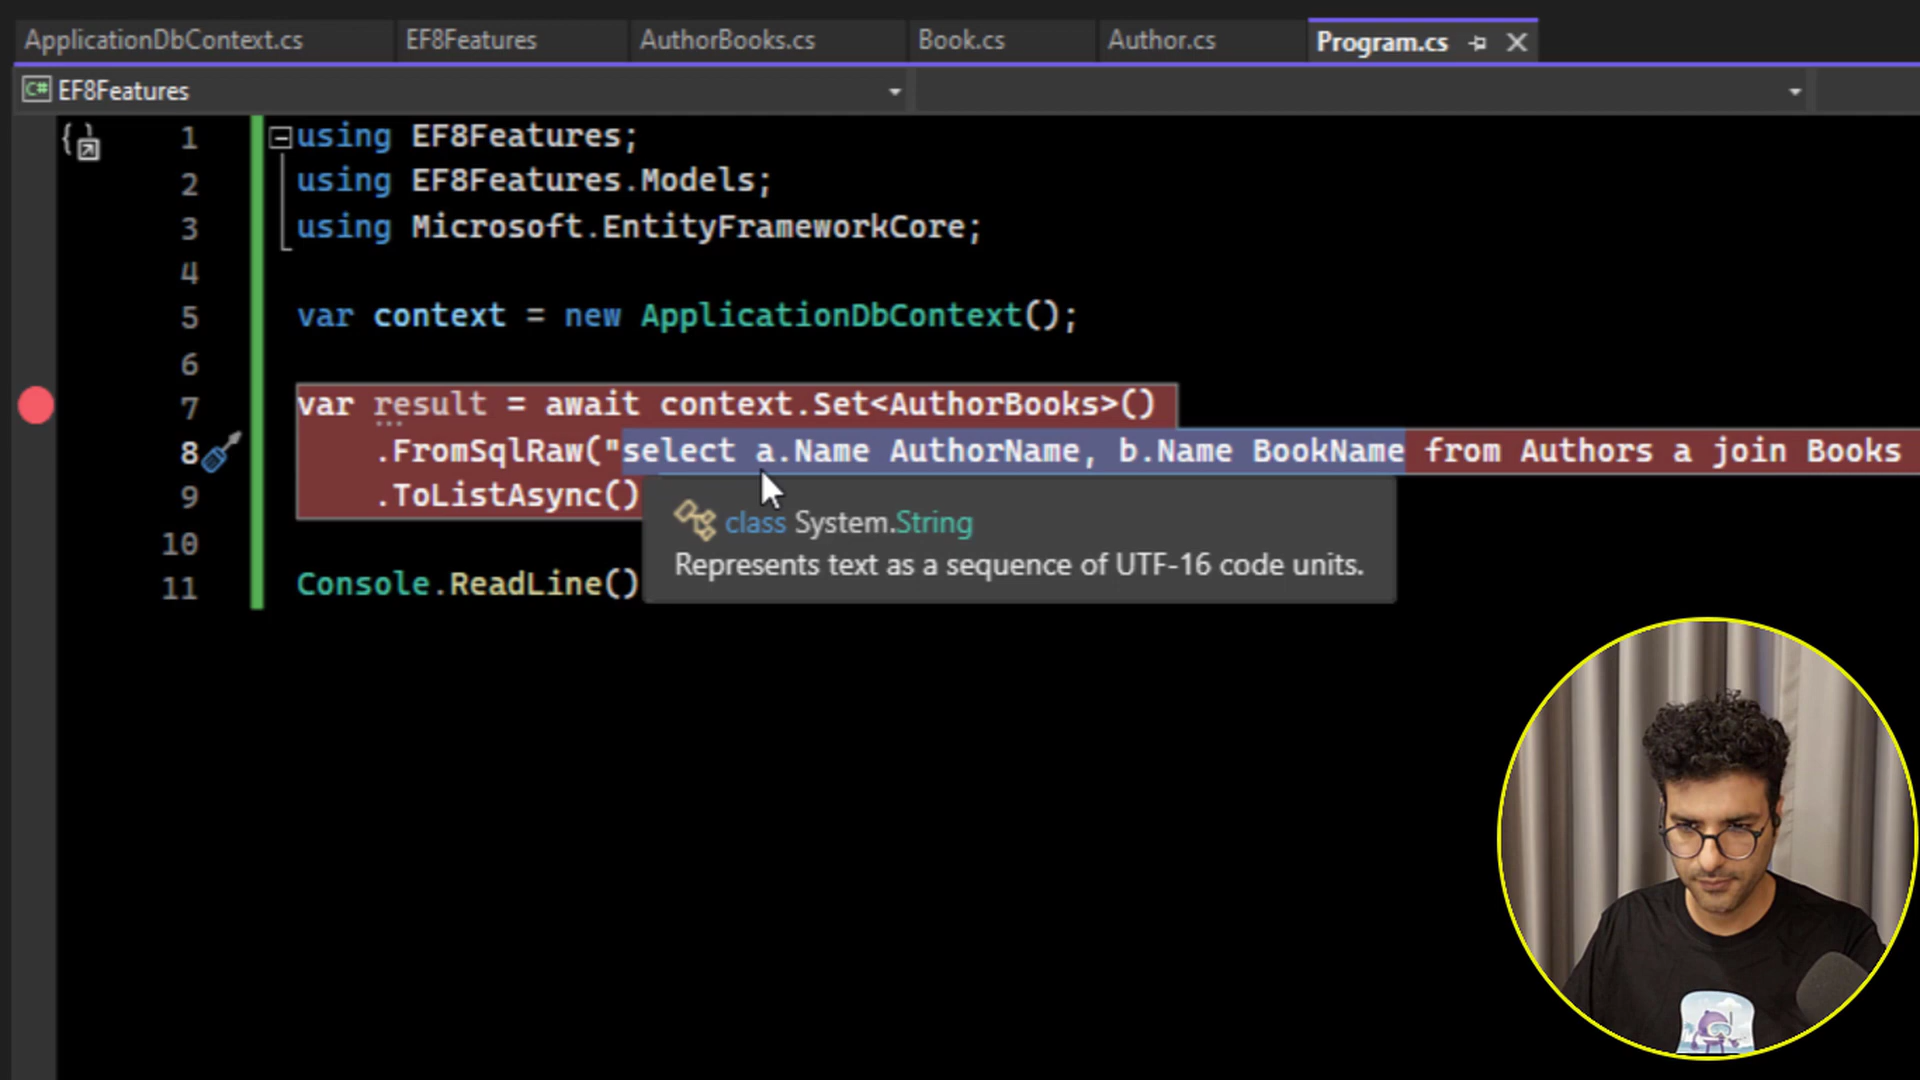 ApplicationDbContext.cs EF8Features AuthorBooks.cs Book.cs Author.cs Program.cs
C# EF8Features
1 using EF8Features;
2 using EF8Features.Models;
3 using Microsoft.EntityFrameworkCore;
4
5 var context = new ApplicationDbContext();
6
7 var result = await context.Set<AuthorBooks>()
8 .FromSqlRaw("select a.Name AuthorName, b.Name BookName from Authors a join Books
9 .ToListAsync()
class System.String
Represents text as a sequence of UTF-16 code units.
10
11 Console.ReadLine()